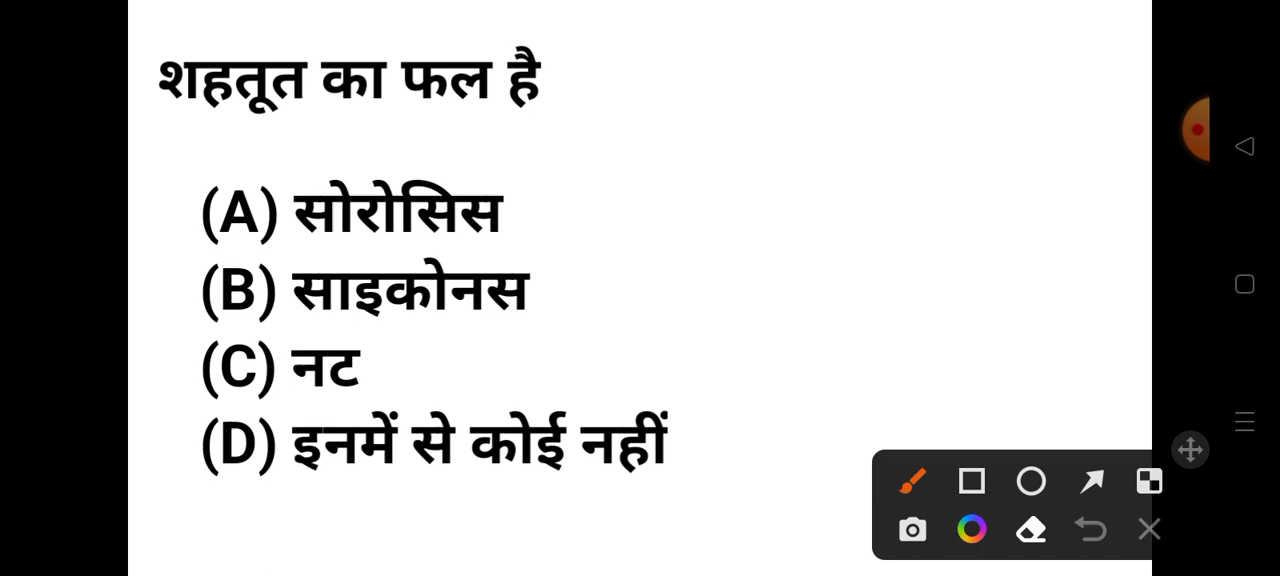 शहतूत का फल है
(A) सोरोसिस
(B) साइकोनस
(C) नट
(D) इनमें से कोई नहीं